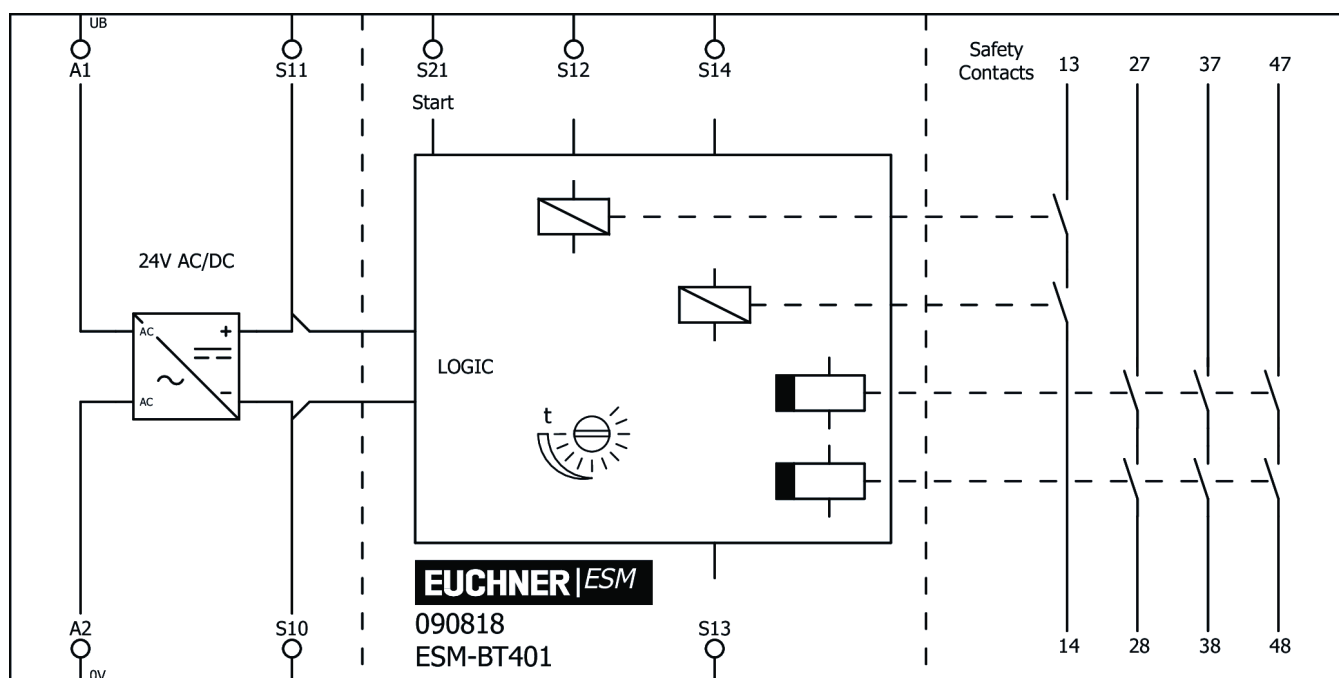 UB
A1 S11 S21 S12 S14
Safety
Contacts
13 27 37 47
Start
24V AC/DC
AC
+
LOGIC
−
AC
t
EUCHNER|ESM
090818
ESM-BT401
A2 S10 S13
14 28 38 48
0V